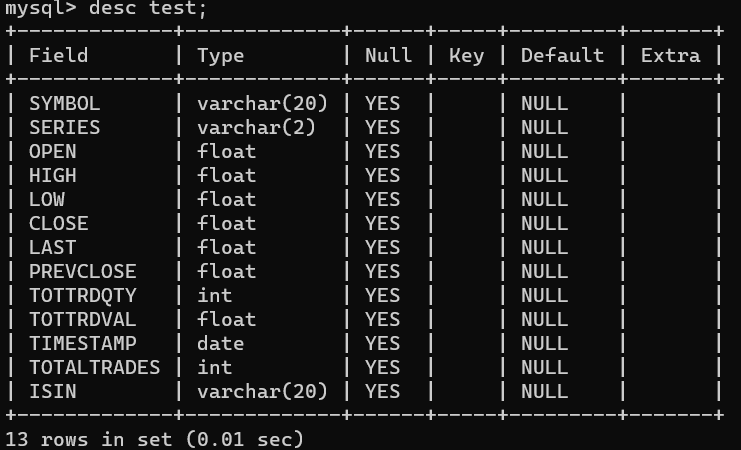 mysql> desc test;
+-------------+-------------+------+-----+---------+-------+
| Field       | Type        | Null | Key | Default | Extra |
+-------------+-------------+------+-----+---------+-------+
| SYMBOL      | varchar(20) | YES  |     | NULL    |       |
| SERIES      | varchar(2)  | YES  |     | NULL    |       |
| OPEN        | float       | YES  |     | NULL    |       |
| HIGH        | float       | YES  |     | NULL    |       |
| LOW         | float       | YES  |     | NULL    |       |
| CLOSE       | float       | YES  |     | NULL    |       |
| LAST        | float       | YES  |     | NULL    |       |
| PREVCLOSE   | float       | YES  |     | NULL    |       |
| TOTTRDQTY   | int         | YES  |     | NULL    |       |
| TOTTRDVAL   | float       | YES  |     | NULL    |       |
| TIMESTAMP   | date        | YES  |     | NULL    |       |
| TOTALTRADES | int         | YES  |     | NULL    |       |
| ISIN        | varchar(20) | YES  |     | NULL    |       |
+-------------+-------------+------+-----+---------+-------+
13 rows in set (0.01 sec)